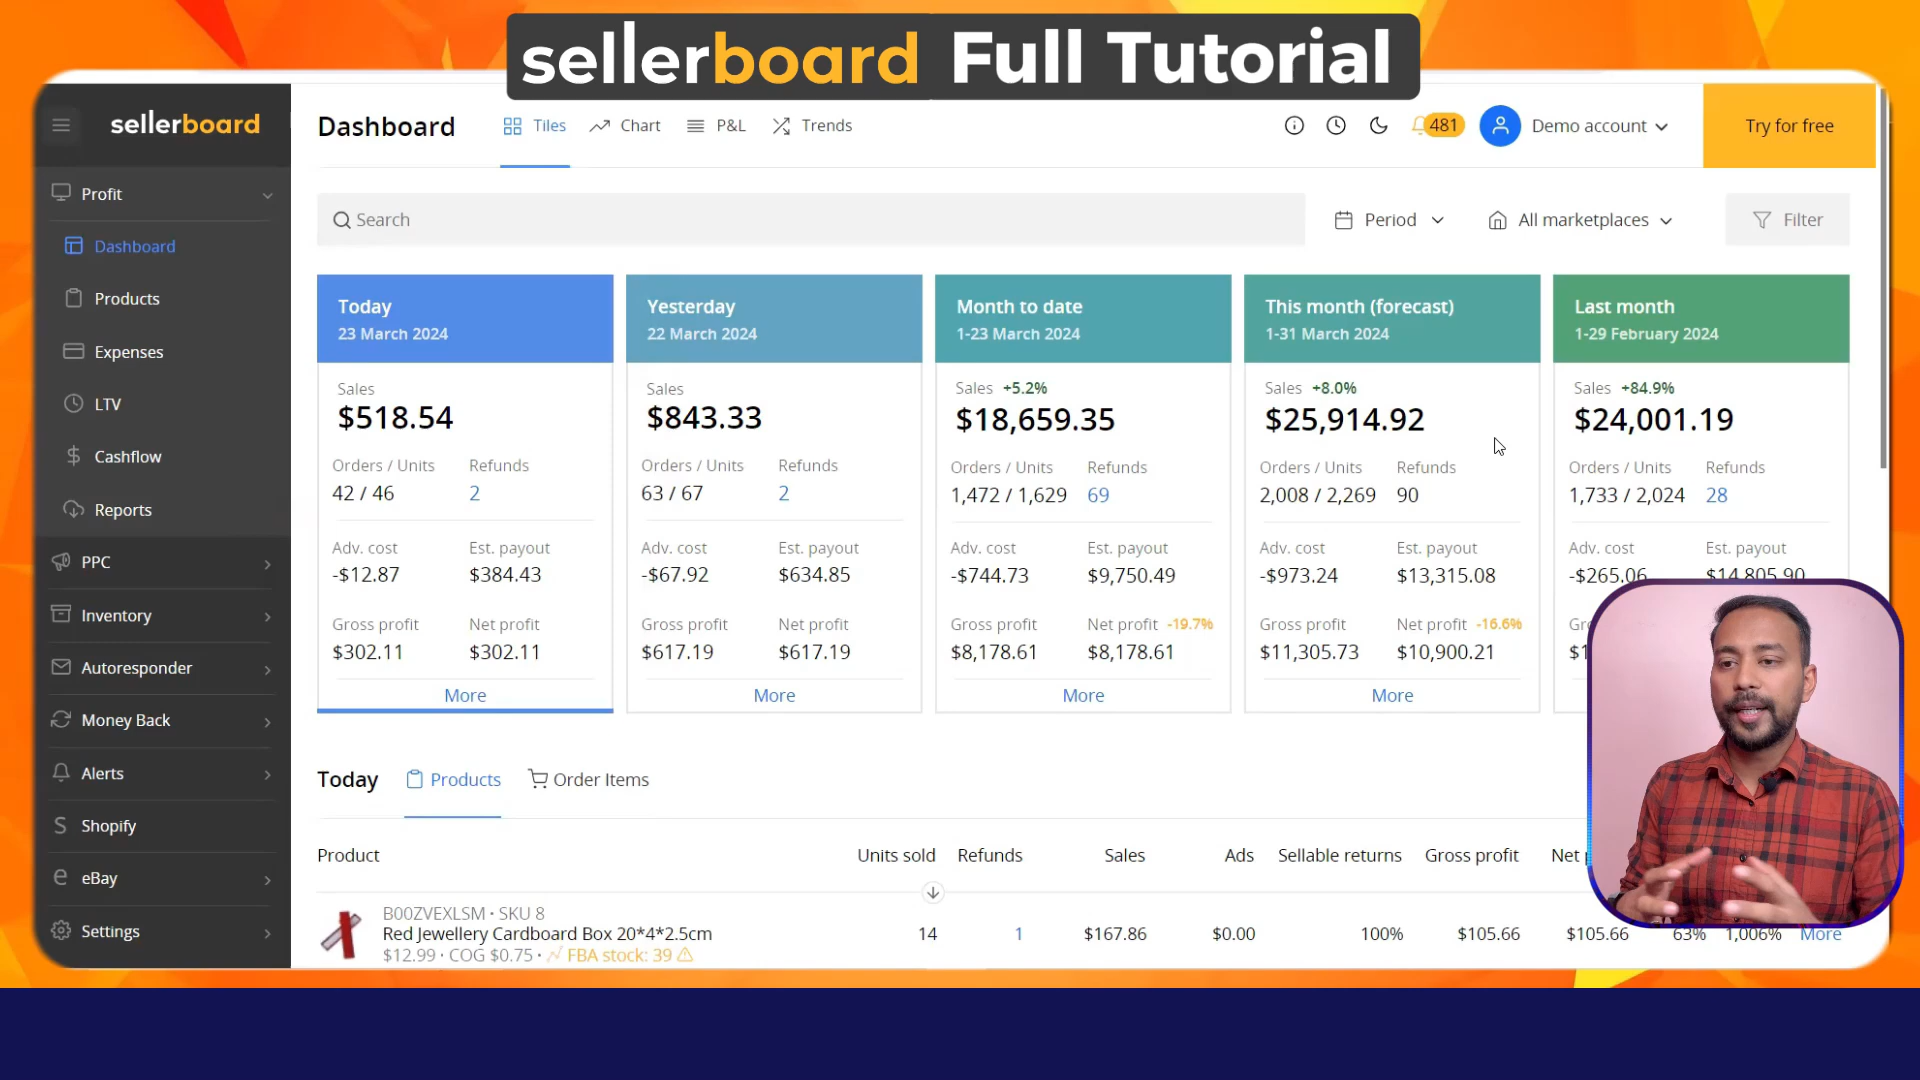 sellerboard Full Tutorial
sellerboard
Dashboard
Tiles
Chart
P&L
Trends
481
Demo account
Try for free
Profit
Dashboard
Products
Expenses
LTV
Cashflow
Reports
PPC
Inventory
Autoresponder
Money Back
Alerts
Shopify
eBay
Settings
Search
Period
All marketplaces
Filter
Today
23 March 2024
Sales
$518.54
Orders / Units Refunds
42 / 46 2
Adv. cost Est. payout
-$12.87 $384.43
Gross profit Net profit
$302.11 $302.11
More
Yesterday
22 March 2024
Sales
$843.33
Orders / Units Refunds
63 / 67 2
Adv. cost Est. payout
-$67.92 $634.85
Gross profit Net profit
$617.19 $617.19
More
Month to date
1-23 March 2024
Sales +5.2%
$18,659.35
Orders / Units Refunds
1,472 / 1,629 69
Adv. cost Est. payout
-$744.73 $9,750.49
Gross profit Net profit -19.7%
$8,178.61 $8,178.61
More
This month (forecast)
1-31 March 2024
Sales +8.0%
$25,914.92
Orders / Units Refunds
2,008 / 2,269 90
Adv. cost Est. payout
-$973.24 $13,315.08
Gross profit Net profit -16.6%
$11,305.73 $10,900.21
More
Last month
1-29 February 2024
Sales +84.9%
$24,001.19
Orders / Units Refunds
1,733 / 2,024 28
Adv. cost Est. payout
-$265.06 $14,805.90
Today
Products
Order Items
Product Units sold Refunds Sales Ads Sellable returns Gross profit Net
B00ZVEXLSM • SKU 8
Red Jewellery Cardboard Box 20*4*2.5cm 14 1 $167.86 $0.00 100% $105.66 $105.66 63% 1,006% More
$12.99 • COG $0.75 • FBA stock: 39